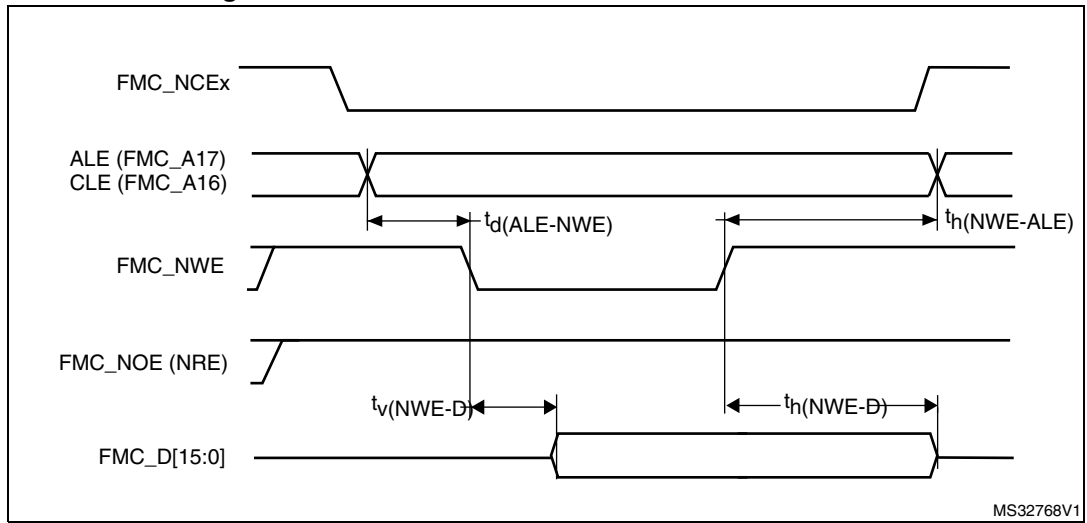 FMC_NCEx
ALE (FMC_A17)
CLE (FMC_A16)
td(ALE-NWE)
th(NWE-ALE)
FMC_NWE
FMC_NOE (NRE)
tv(NWE-D)
th(NWE-D)
FMC_D[15:0]
MS32768V1